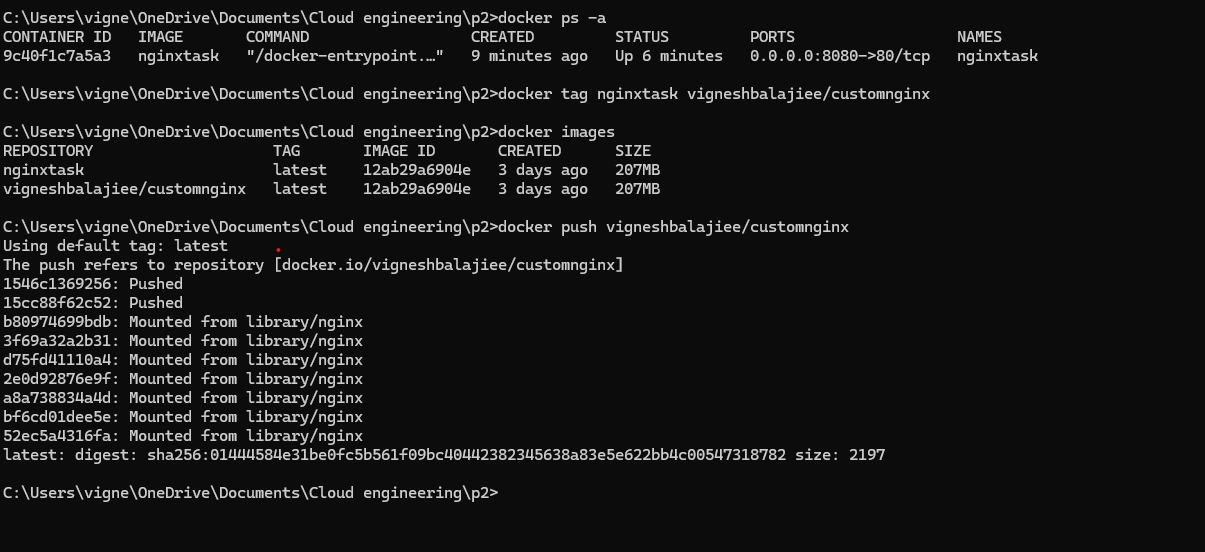 C:\Users\vigne\OneDrive\Documents\Cloud engineering\p2>docker ps -a
CONTAINER ID   IMAGE       COMMAND                  CREATED         STATUS         PORTS                  NAMES
9c40f1c7a5a3   nginxtask   "/docker-entrypoint.…"   9 minutes ago   Up 6 minutes   0.0.0.0:8080->80/tcp   nginxtask
C:\Users\vigne\OneDrive\Documents\Cloud engineering\p2>docker tag nginxtask vigneshbalajiee/customnginx
C:\Users\vigne\OneDrive\Documents\Cloud engineering\p2>docker images
REPOSITORY                    TAG       IMAGE ID       CREATED      SIZE
nginxtask                     latest    12ab29a6904e   3 days ago   207MB
vigneshbalajiee/customnginx   latest    12ab29a6904e   3 days ago   207MB
C:\Users\vigne\OneDrive\Documents\Cloud engineering\p2>docker push vigneshbalajiee/customnginx
Using default tag: latest
The push refers to repository [docker.io/vigneshbalajiee/customnginx]
1546c1369256: Pushed
15cc88f62c52: Pushed
b80974699bdb: Mounted from library/nginx
3f69a32a2b31: Mounted from library/nginx
d75fd41110a4: Mounted from library/nginx
2e0d92876e9f: Mounted from library/nginx
a8a738834a4d: Mounted from library/nginx
bf6cd01dee5e: Mounted from library/nginx
52ec5a4316fa: Mounted from library/nginx
latest: digest: sha256:01444584e31be0fc5b561f09bc40442382345638a83e5e622bb4c00547318782 size: 2197
C:\Users\vigne\OneDrive\Documents\Cloud engineering\p2>